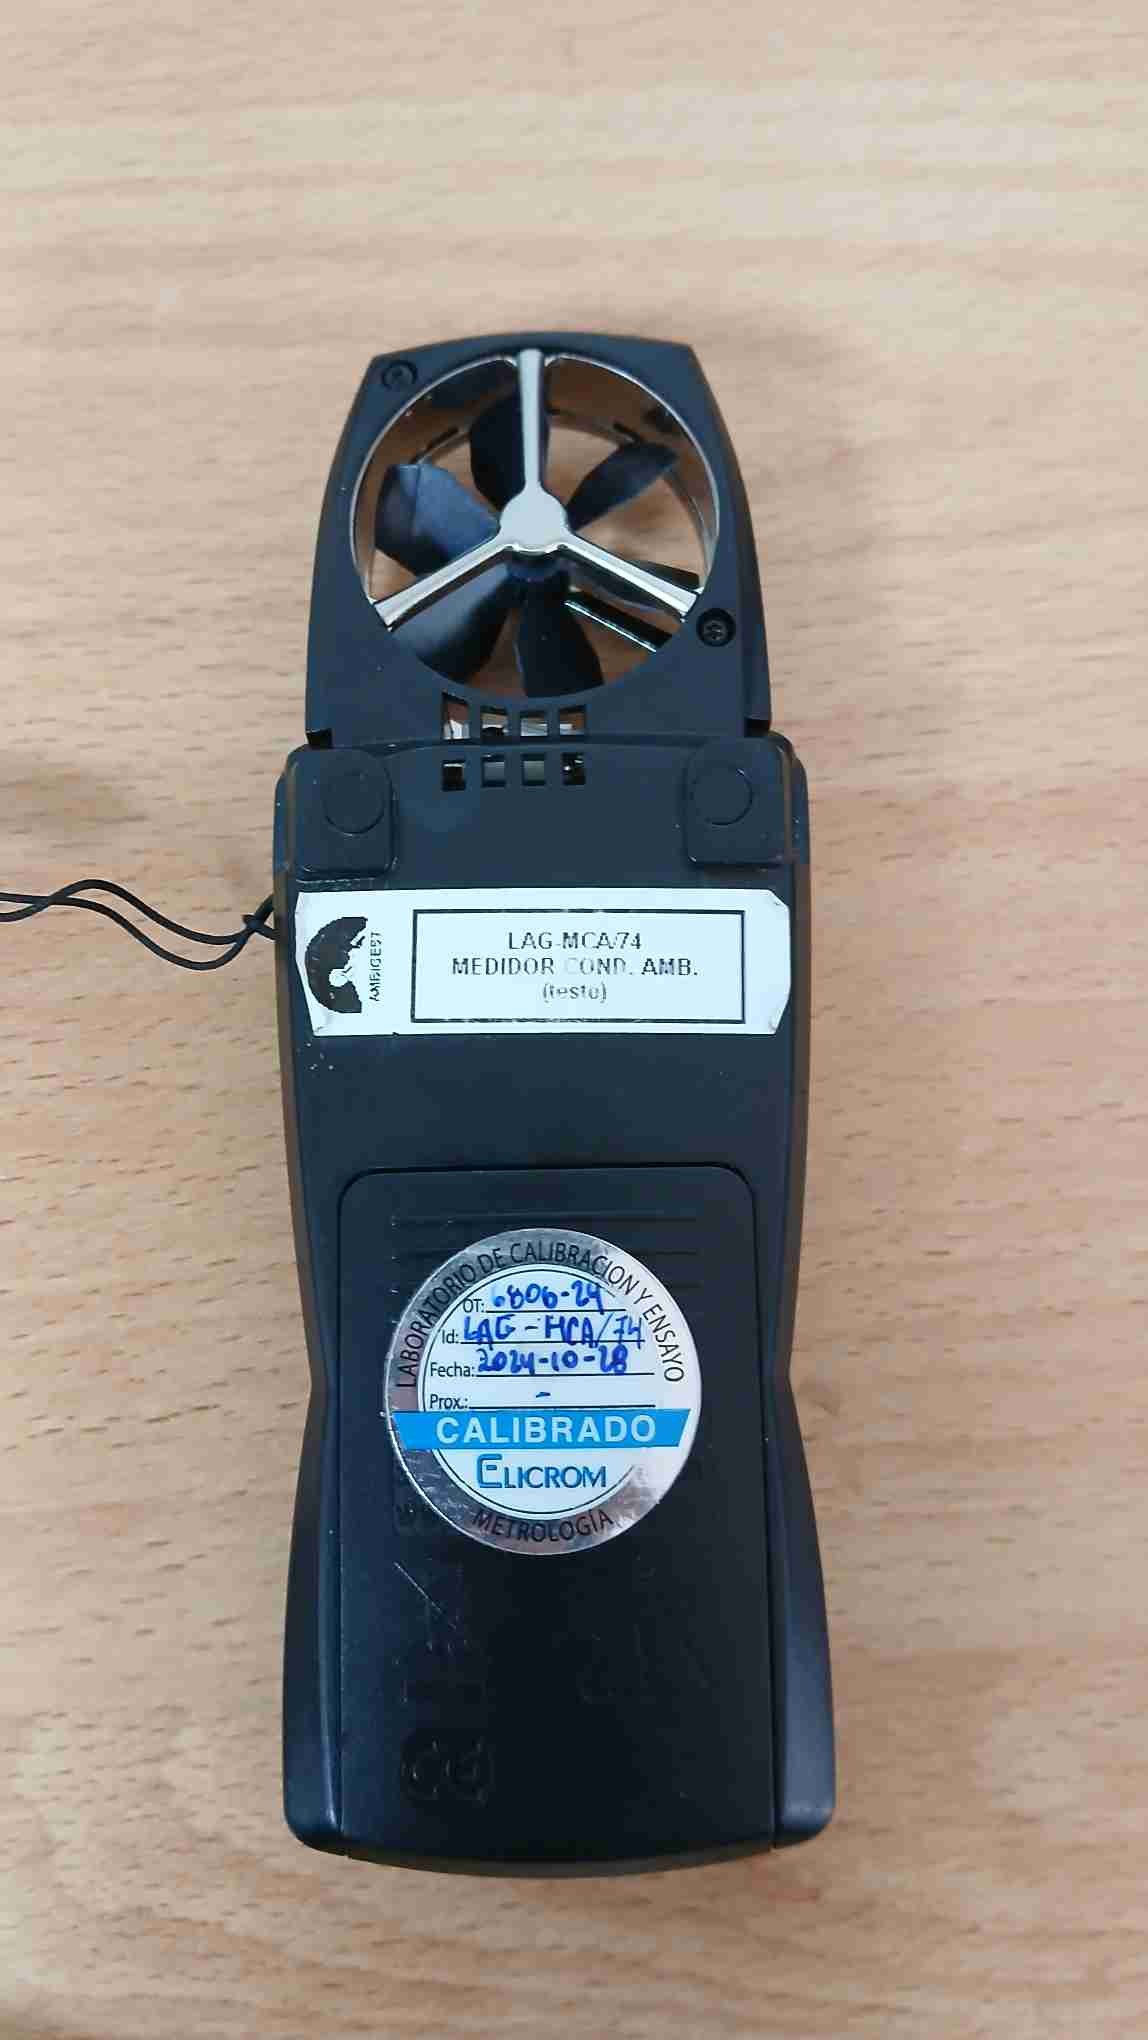 AMBIGEST
LAG-MCA/74
MEDIDOR COND. AMB.
(testo)
LABORATORIO DE CALIBRACION Y ENSAYO
OT: 6806-24
Id: LAG-MCA/74
Fecha: 2024-10-28
Prox.: -
CALIBRADO
ELICROM
METROLOGÍA